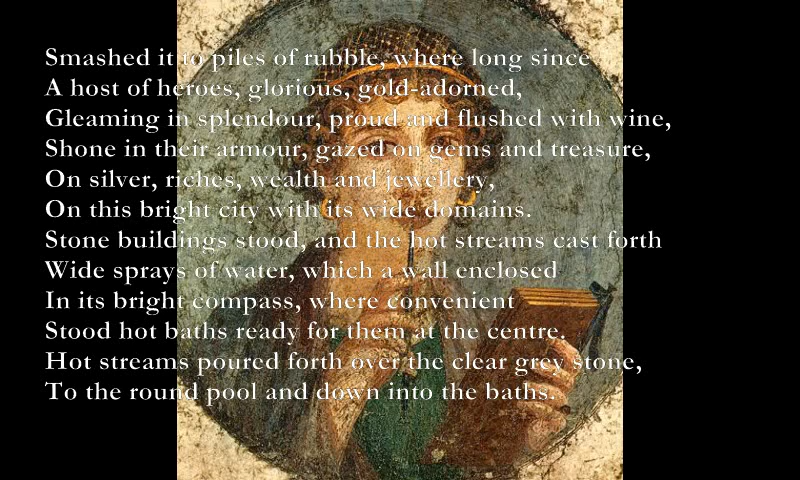 Smashed it to piles of rubble, where long since
A host of heroes, glorious, gold-adorned,
Gleaming in splendour, proud and flushed with wine,
Shone in their armour, gazed on gems and treasure,
On silver, riches, wealth and jewellery,
On this bright city with its wide domains.
Stone buildings stood, and the hot streams cast forth
Wide sprays of water, which a wall enclosed
In its bright compass, where convenient
Stood hot baths ready for them at the centre.
Hot streams poured forth over the clear grey stone,
To the round pool and down into the baths.